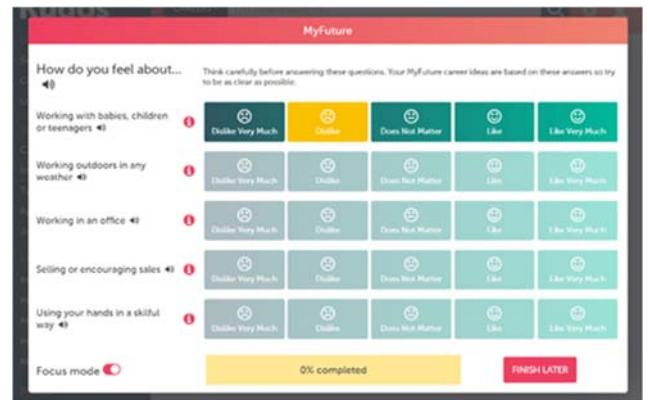 MyFuture
How do you feel about...
Think carefully before answering these questions. Your MyFuture career ideas are based on these answers so try
to be as clear as possible.
Working with babies, children
or teenagers
Dislike Very Much
Dislike
Does Not Matter
Like
Like Very Much
Working outdoors in any
weather
Dislike Very Much
Dislike
Does Not Matter
Like
Like Very Much
Working in an office
Dislike Very Much
Dislike
Does Not Matter
Like
Like Very Much
Selling or encouraging sales
Dislike Very Much
Dislike
Does Not Matter
Like
Like Very Much
Using your hands in a skilful
way
Dislike Very Much
Dislike
Does Not Matter
Like
Like Very Much
Focus mode
0% completed
FINISH LATER